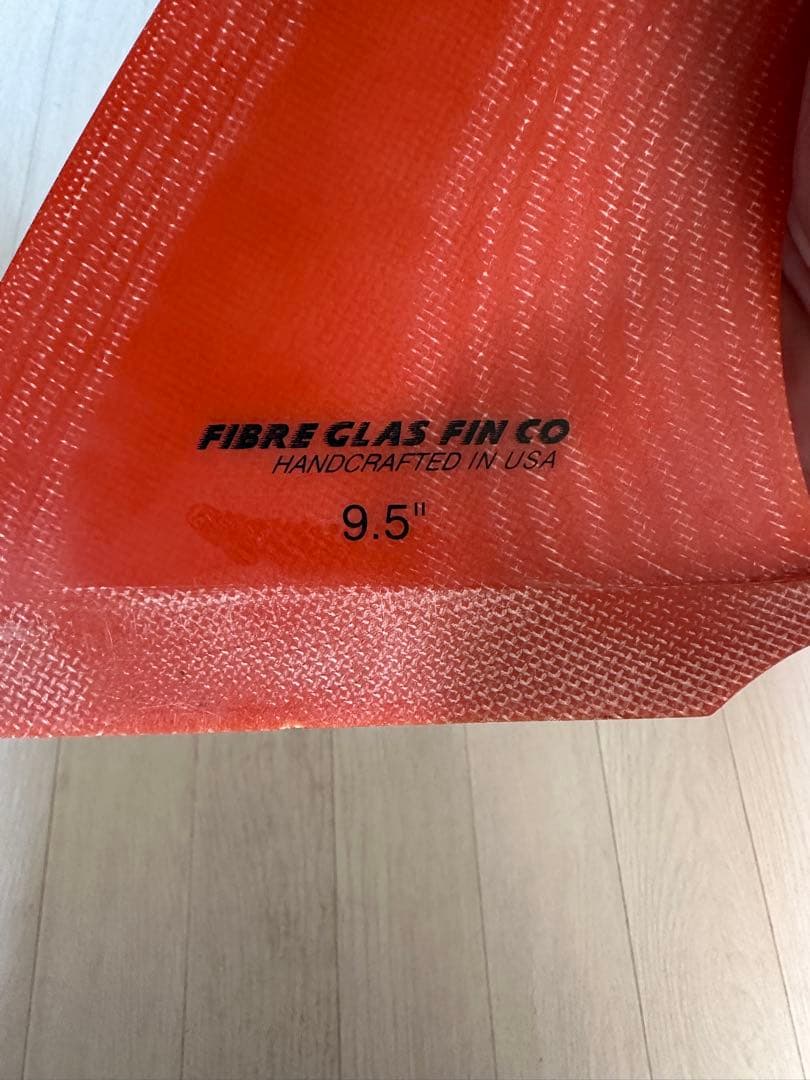 FIBRE GLAS FIN CO
HANDCRAFTED IN USA
9.5"